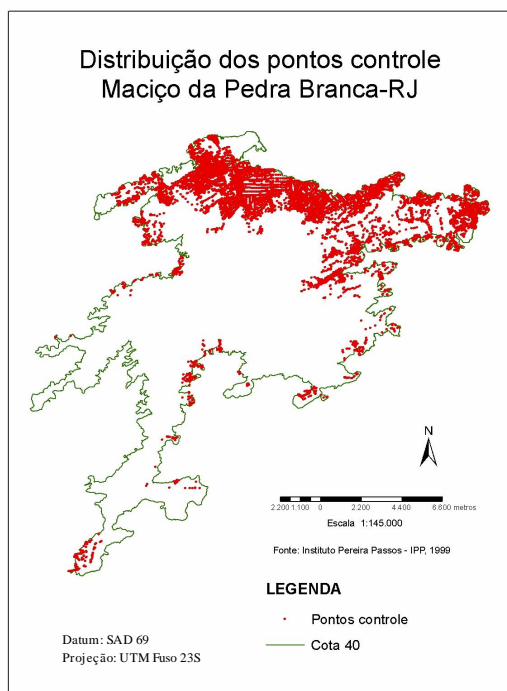 Distribuição dos pontos controle
Maciço da Pedra Branca-RJ
N
2.200 1.100 0 2.200 4.400 6.600 metros
Escala 1:145.000
Fonte: Instituto Pereira Passos - IPP, 1999
LEGENDA
Pontos controle
Cota 40
Datum: SAD 69
Projeção: UTM Fuso 23S